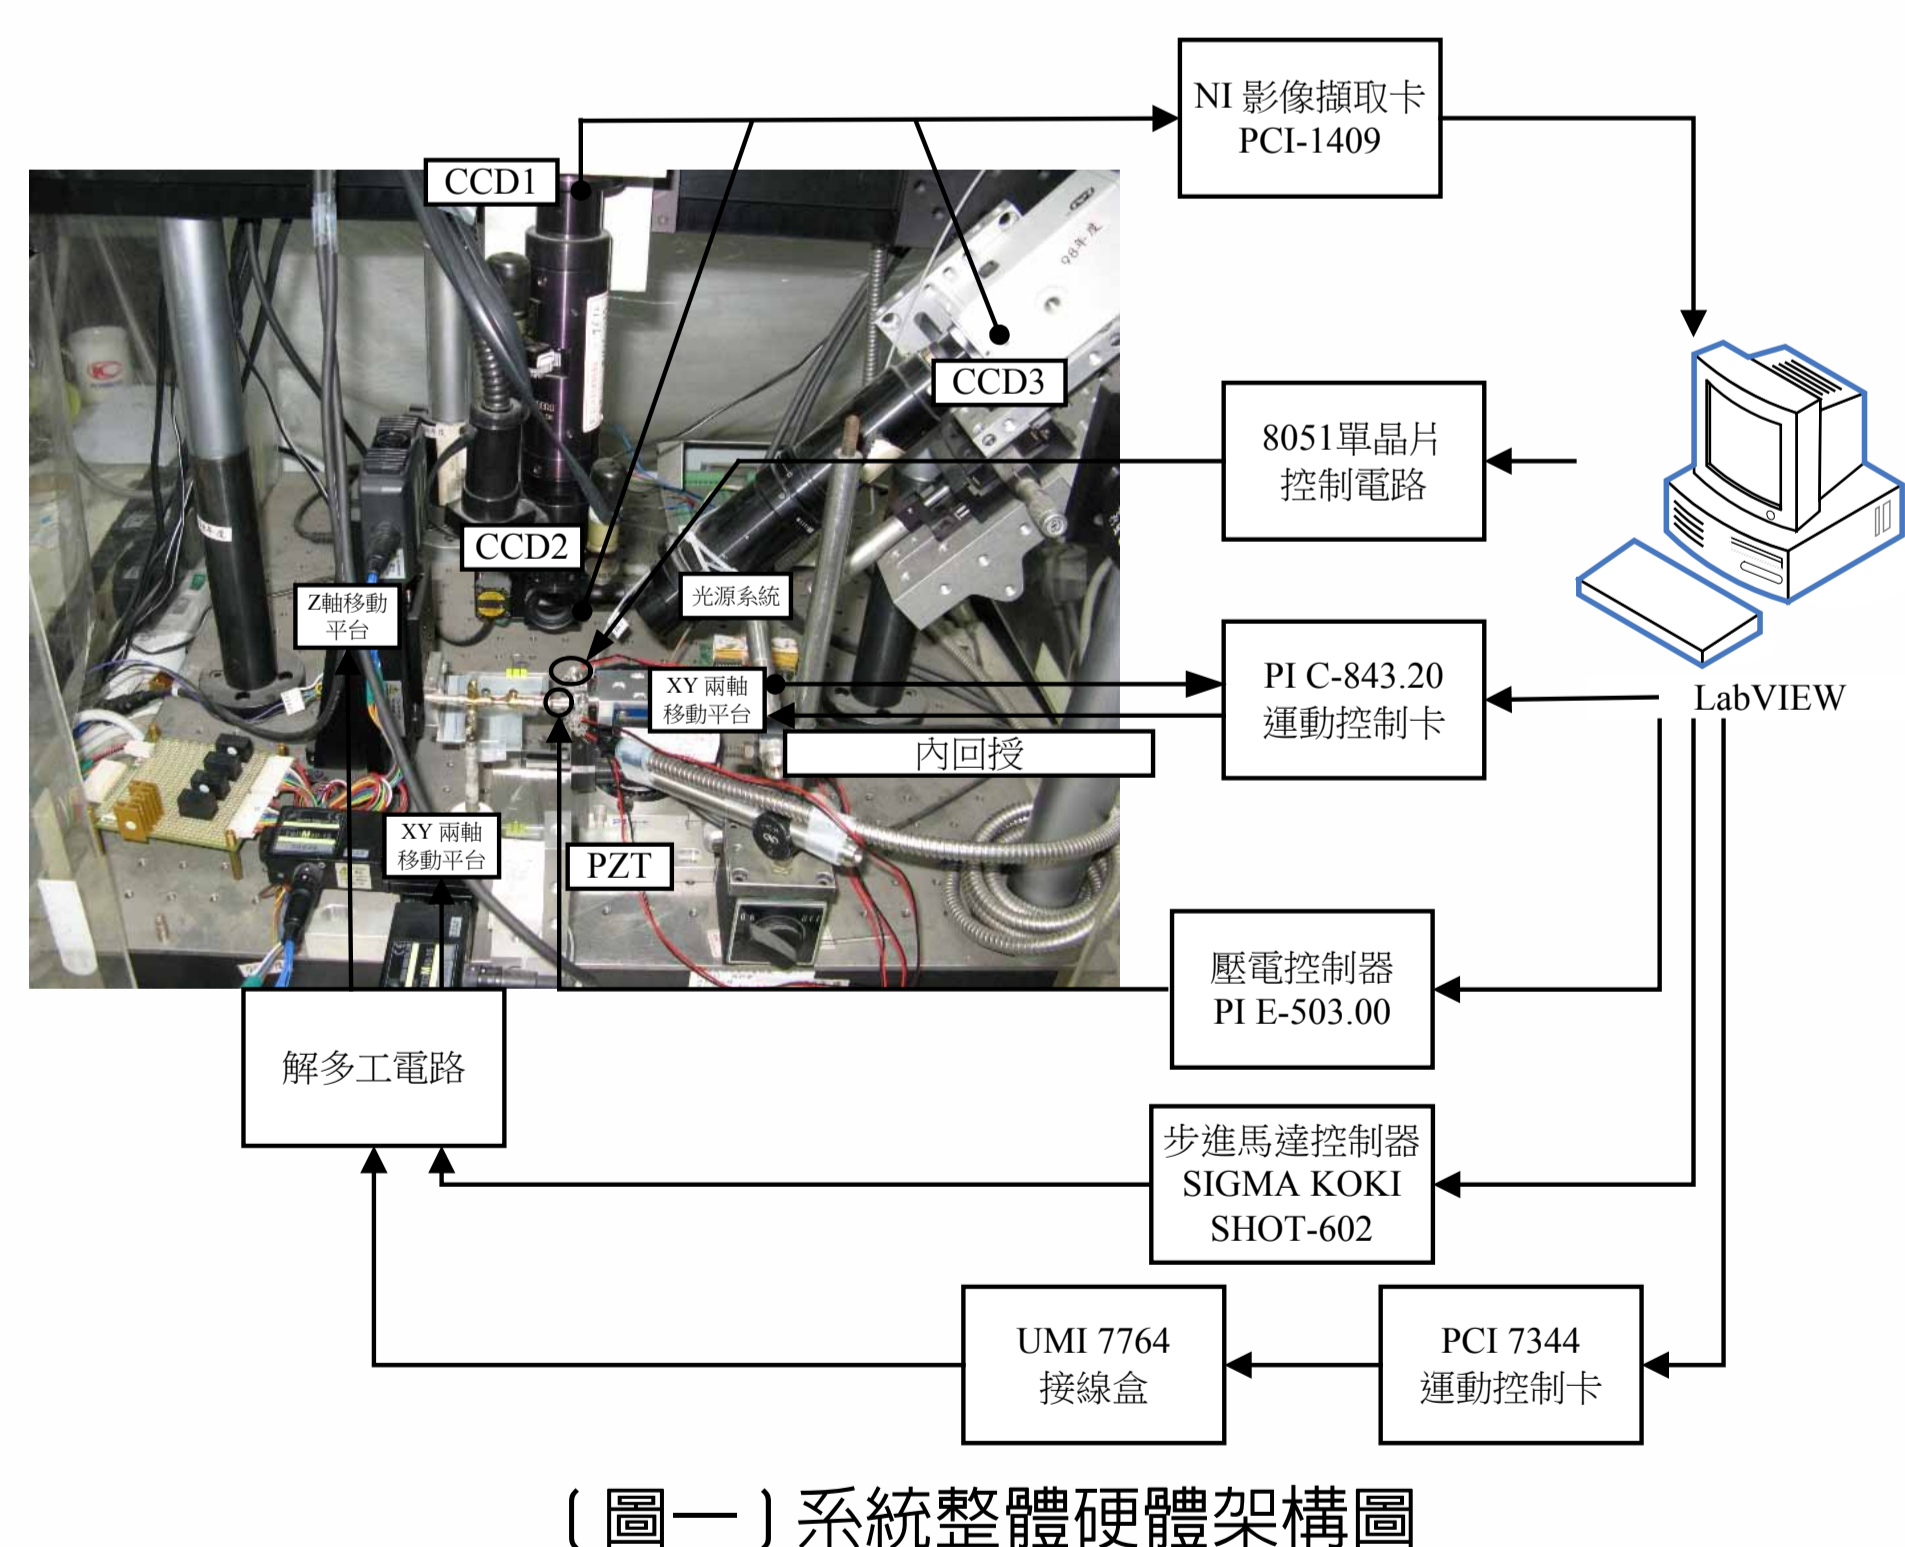 NI 影像擷取卡
PCI-1409
CCD1
98年度
CCD3
8051單晶片
控制電路
CCD2
光源系統
Z軸移動
平台
XY 兩軸
移動平台
PI C-843.20
運動控制卡
LabVIEW
內回授
XY 兩軸
移動平台
PZT
壓電控制器
PI E-503.00
解多工電路
步進馬達控制器
SIGMA KOKI
SHOT-602
UMI 7764
接線盒
PCI 7344
運動控制卡
〔圖一〕系統整體硬體架構圖